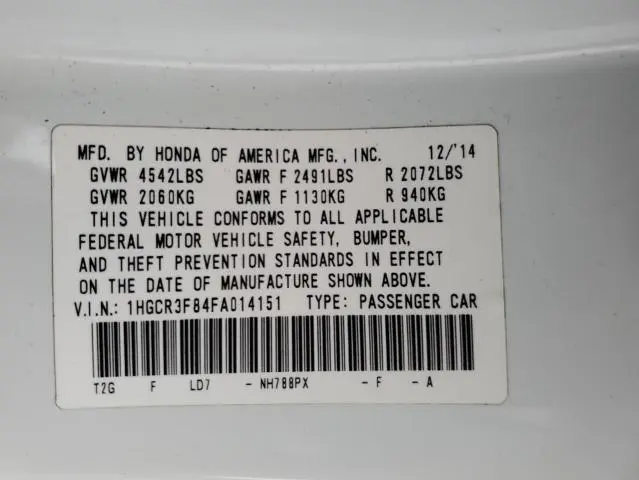 MFD. BY HONDA OF AMERICA MFG., INC. 12/'14
GVWR 4542LBS GAWR F 2491LBS R 2072LBS
GVWR 2060KG GAWR F 1130KG R 940KG
THIS VEHICLE CONFORMS TO ALL APPLICABLE
FEDERAL MOTOR VEHICLE SAFETY, BUMPER,
AND THEFT PREVENTION STANDARDS IN EFFECT
ON THE DATE OF MANUFACTURE SHOWN ABOVE.
V.I.N.: 1HGCR3F84FA014151 TYPE: PASSENGER CAR
T2G F LD7 - NH788PX - F - A